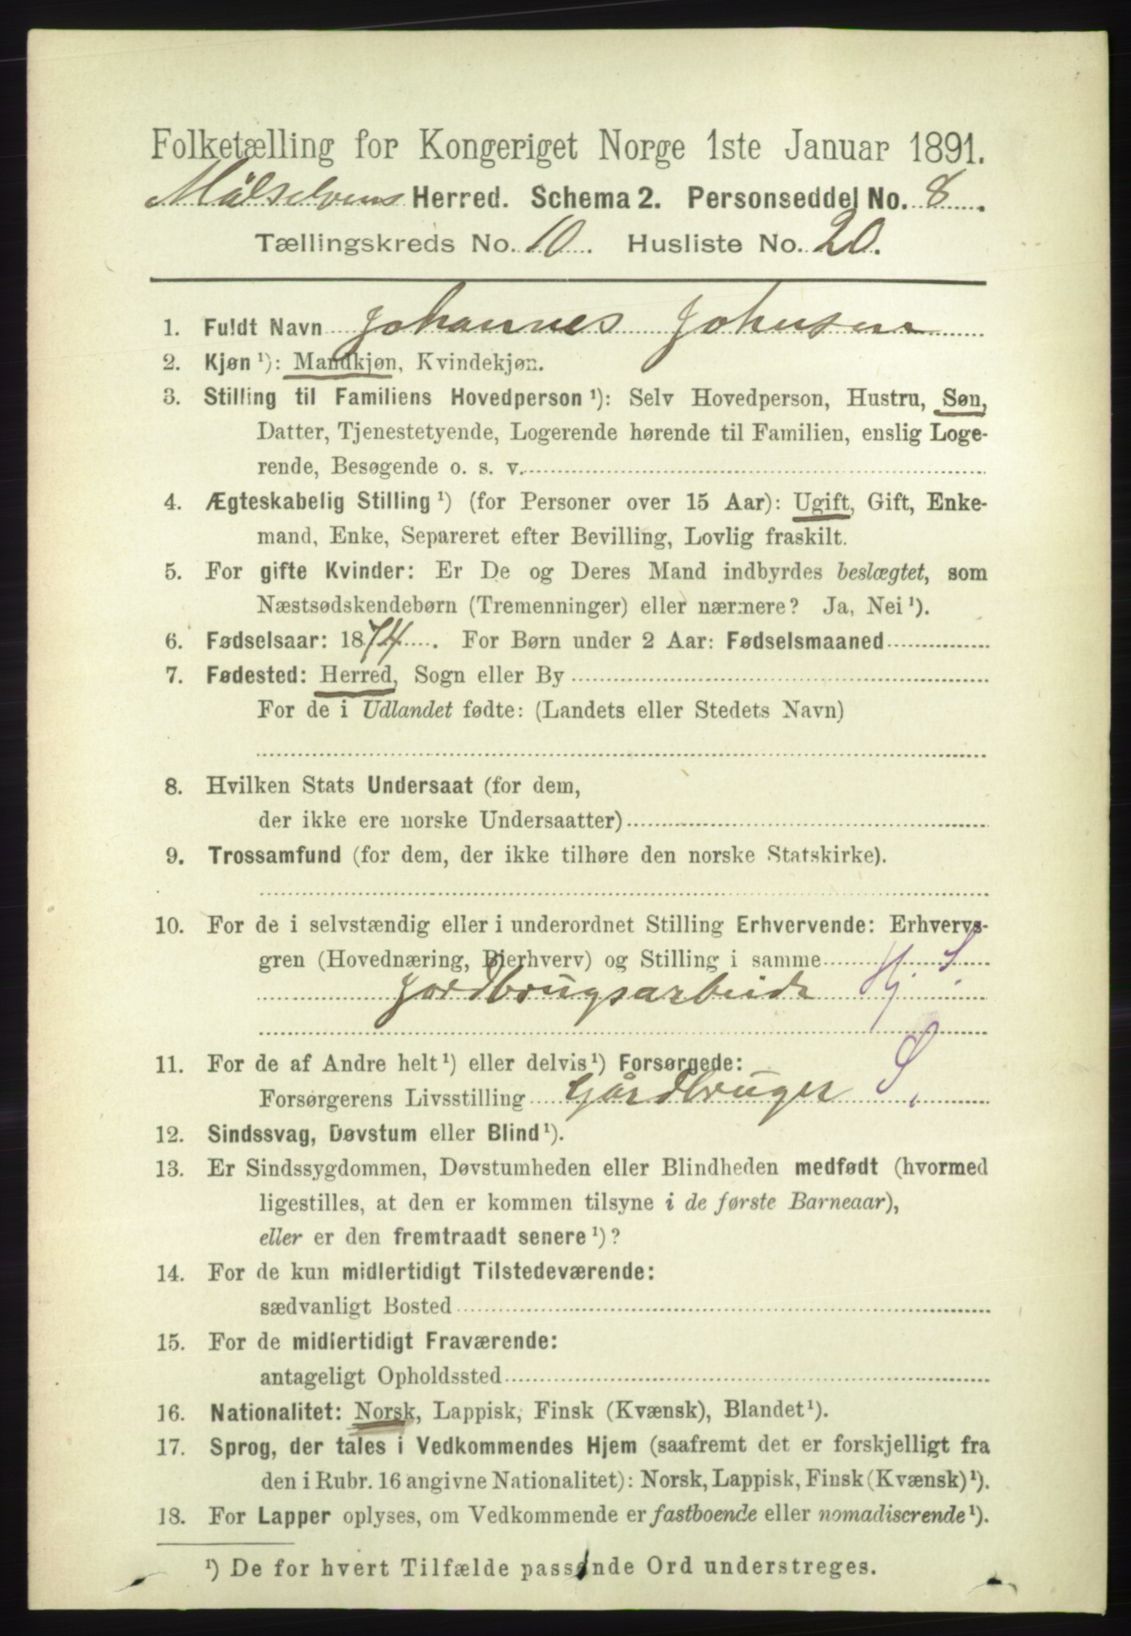 Folketælling for Kongeriget Norge 1ste Januar 1891.
Målselvens Herred. Schema 2. Personseddel No. 8.
Tællingskreds No. 10. Husliste No. 20.
1. Fuldt Navn Johannes Johnsen
2. Kjøn ¹): Mandkjøn, Kvindekjøn.
3. Stilling til Familiens Hovedperson ¹): Selv Hovedperson, Hustru, Søn,
Datter, Tjenestetyende, Logerende hørende til Familien, enslig Loge-
rende, Besøgende o. s. v.
4. Ægteskabelig Stilling ¹) (for Personer over 15 Aar): Ugift, Gift, Enke-
mand, Enke, Separeret efter Bevilling, Lovlig fraskilt.
5. For gifte Kvinder: Er De og Deres Mand indbyrdes beslægtet, som
Næstsødskendebørn (Tremenninger) eller nærmere? Ja, Nei ¹).
6. Fødselsaar: 1874. For Børn under 2 Aar: Fødselsmaaned
7. Fødested: Herred, Sogn eller By
For de i Udlandet fødte: (Landets eller Stedets Navn)
8. Hvilken Stats Undersaat (for dem,
der ikke ere norske Undersaatter)
9. Trossamfund (for dem, der ikke tilhøre den norske Statskirke).
10. For de i selvstændig eller i underordnet Stilling Erhvervende: Erhvervs-
gren (Hovednæring, Bierhverv) og Stilling i samme
Jordbrugsarbeide Hj. S.
11. For de af Andre helt ¹) eller delvis ¹) Forsørgede:
Forsørgerens Livsstilling Gårdbruger S.
12. Sindssvag, Døvstum eller Blind ¹).
13. Er Sindssygdommen, Døvstumheden eller Blindheden medfødt (hvormed
ligestilles, at den er kommen tilsyne i de første Barneaar),
eller er den fremtraadt senere ¹)?
14. For de kun midlertidigt Tilstedeværende:
sædvanligt Bosted
15. For de midlertidigt Fraværende:
antageligt Opholdssted
16. Nationalitet: Norsk, Lappisk, Finsk (Kvænsk), Blandet ¹).
17. Sprog, der tales i Vedkommendes Hjem (saafremt det er forskjelligt fra
den i Rubr. 16 angivne Nationalitet): Norsk, Lappisk, Finsk (Kvænsk) ¹).
18. For Lapper oplyses, om Vedkommende er fastboende eller nomadiserende ¹).
¹) De for hvert Tilfælde passende Ord understreges.